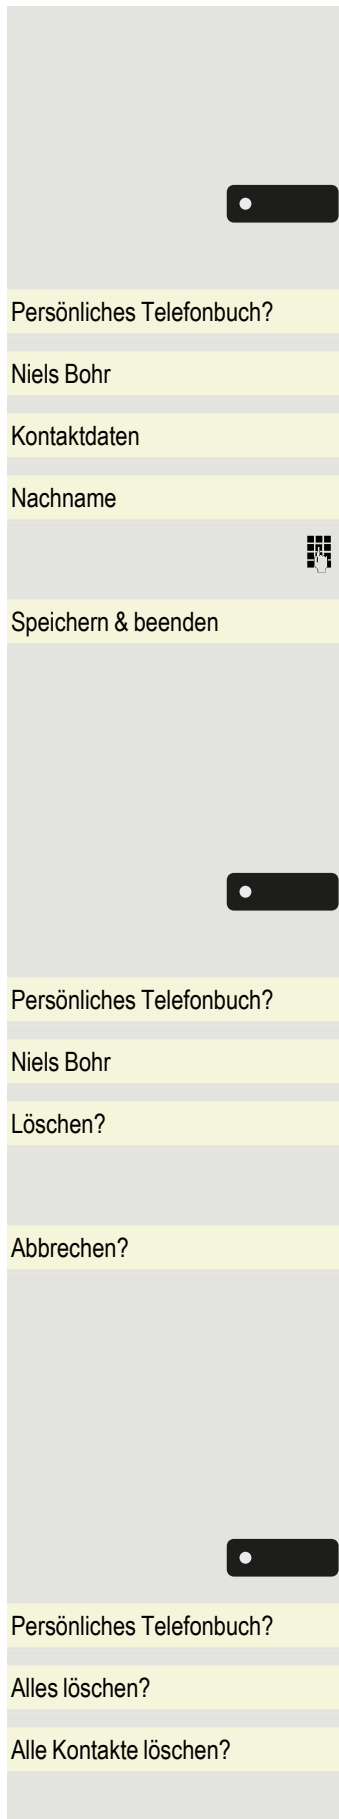 Persönliches Telefonbuch?
Niels Bohr
Kontaktdaten
Nachname
Speichern & beenden
Persönliches Telefonbuch?
Niels Bohr
Löschen?
Abbrechen?
Persönliches Telefonbuch?
Alles löschen?
Alle Kontakte löschen?